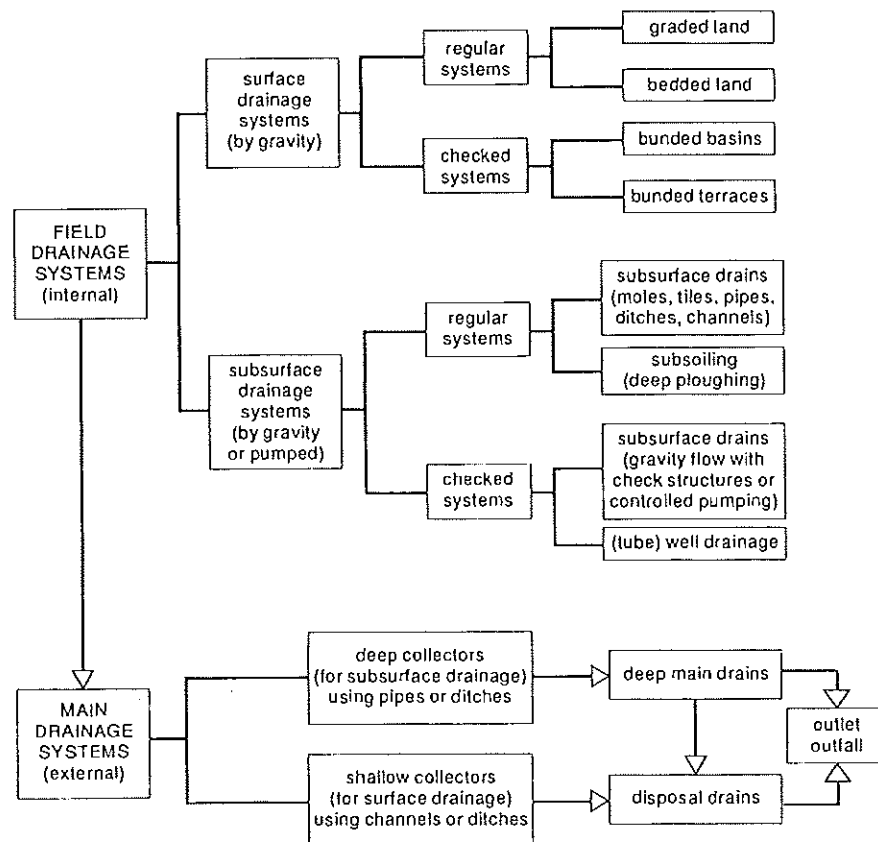 graded land
regular
systems
surface
drainage
systems
(by gravity)
bedded land
checked
systems
bunded basins
bunded terraces
FIELD
DRAINAGE
SYSTEMS
(internal)
subsurface drains
(moles, tiles, pipes,
ditches, channels)
regular
systems
subsoiling
(deep ploughing)
subsurface
drainage
systems
(by gravity
or pumped)
subsurface drains
(gravity flow with
check structures or
controlled pumping)
checked
systems
(tube) well drainage
MAIN
DRAINAGE
SYSTEMS
(external)
deep collectors
(for subsurface drainage)
using pipes or ditches
deep main drains
outlet
outfall
shallow collectors
(for surface drainage)
using channels or ditches
disposal drains